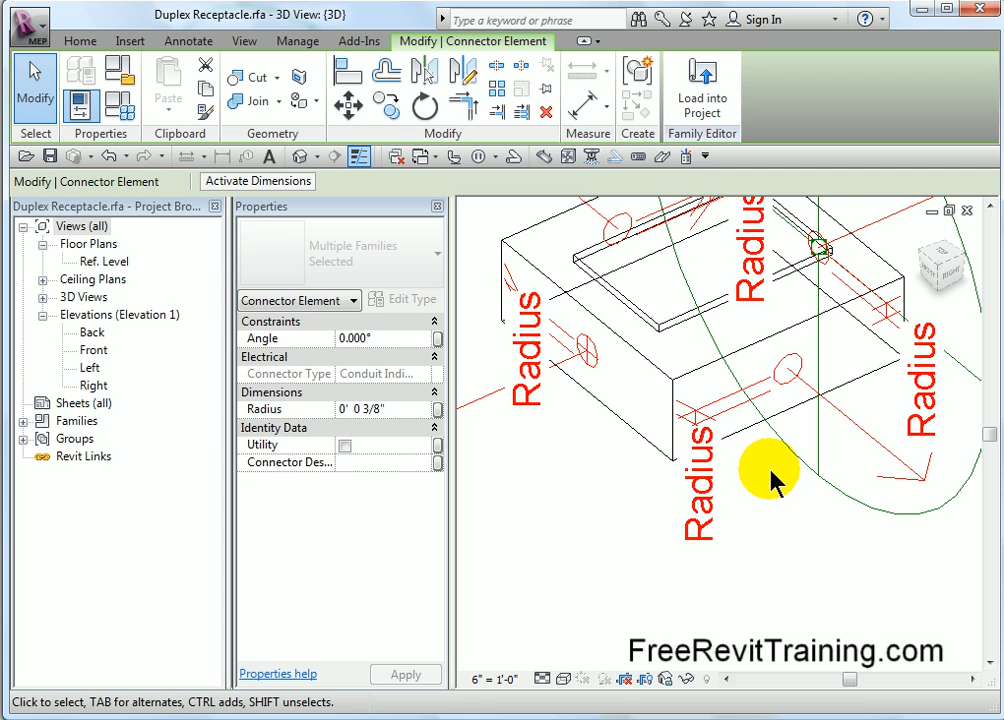 Duplex Receptacle.rfa - 3D View: {3D}
Type a keyword or phrase
Sign In
MEP
Home Insert Annotate View Manage Add-Ins Modify | Connector Element
Modify
Paste
Cut
Join
Load into
Project
Select Properties Clipboard Geometry Modify Measure Create Family Editor
Modify | Connector Element Activate Dimensions
Duplex Receptacle.rfa - Project Bro...
Views (all)
Floor Plans
Ref. Level
Ceiling Plans
3D Views
Elevations (Elevation 1)
Back
Front
Left
Right
Sheets (all)
Families
Groups
Revit Links
Properties
Multiple Families
Selected
Connector Element Edit Type
Constraints
Angle 0.000°
Electrical
Connector Type Conduit Indi...
Dimensions
Radius 0' 0 3/8"
Identity Data
Utility
Connector Des...
Properties help Apply
Radius
Radius
Radius
Radius
TOP
RIGHT
FreeRevitTraining.com
6" = 1'-0"
Click to select, TAB for alternates, CTRL adds, SHIFT unselects.